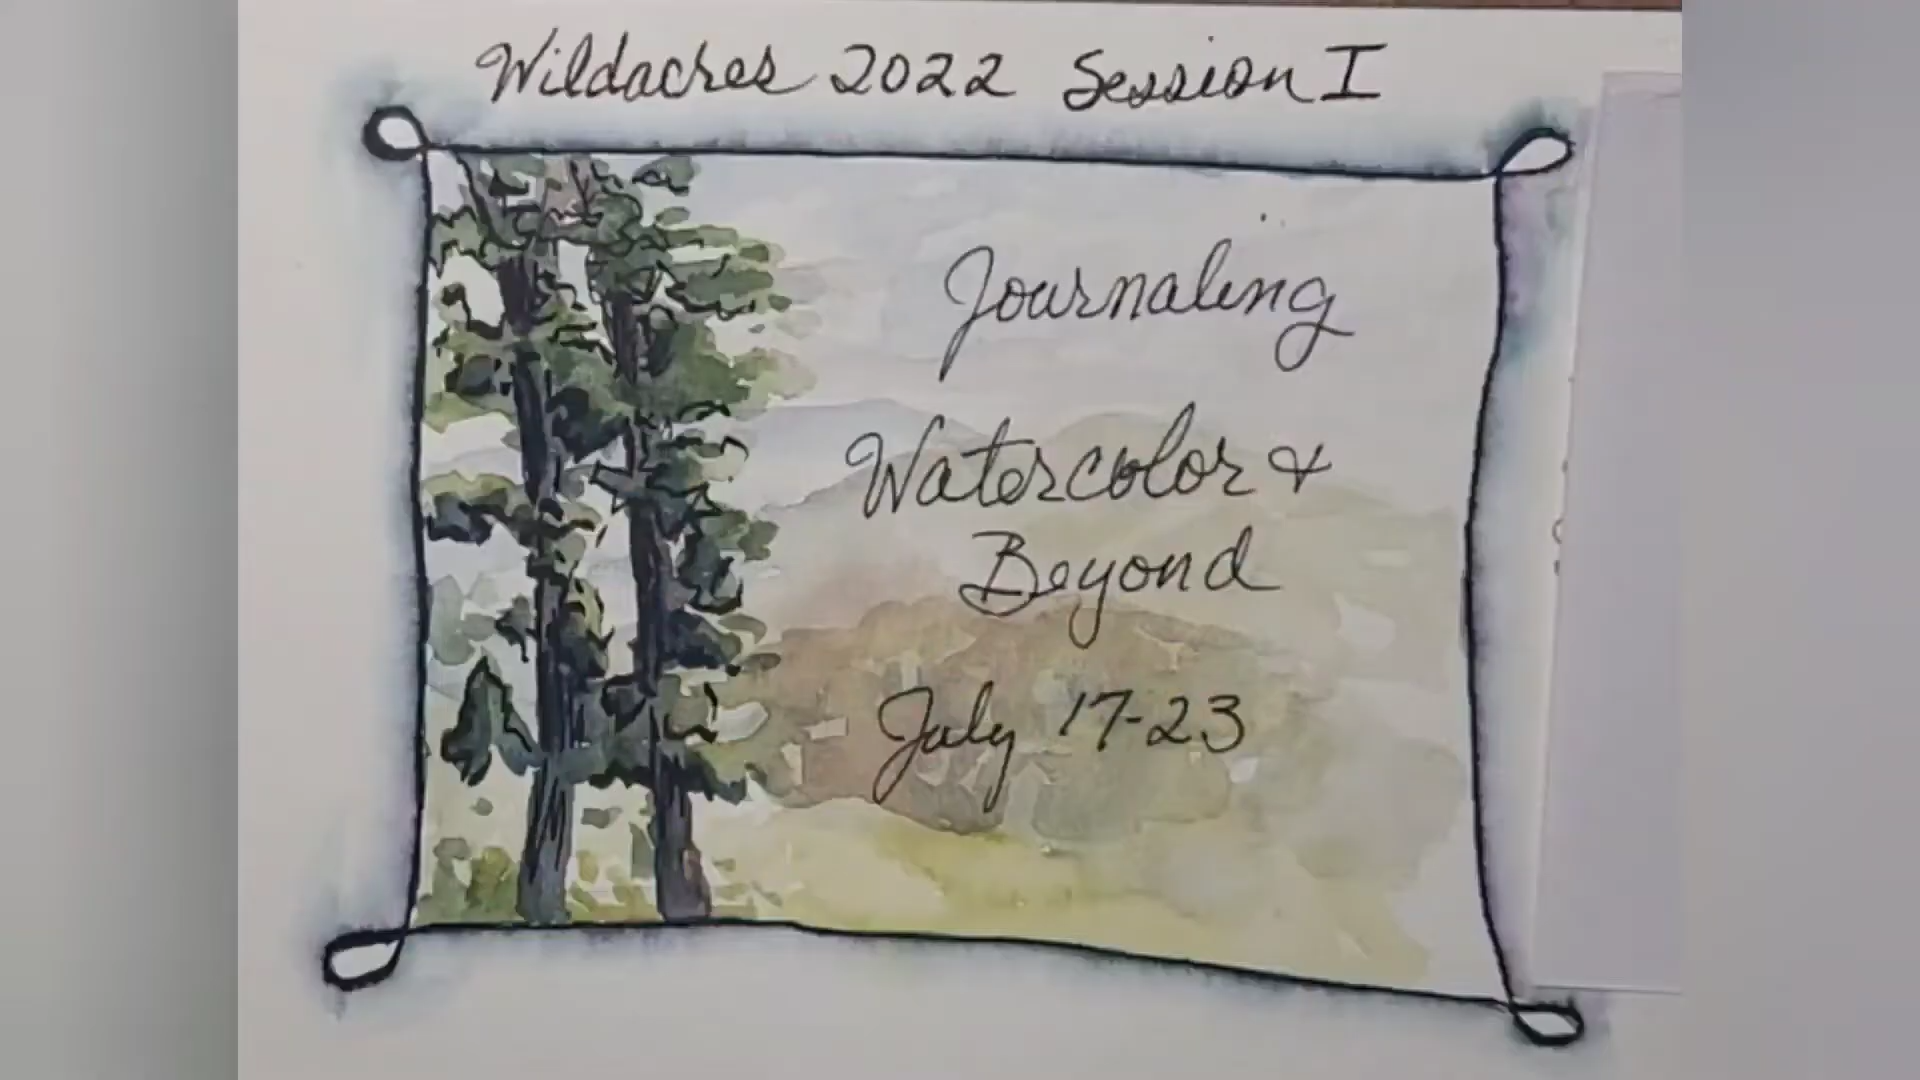 Wildacres 2022 Session I
Journaling
Watercolor &
Beyond
July 17-23